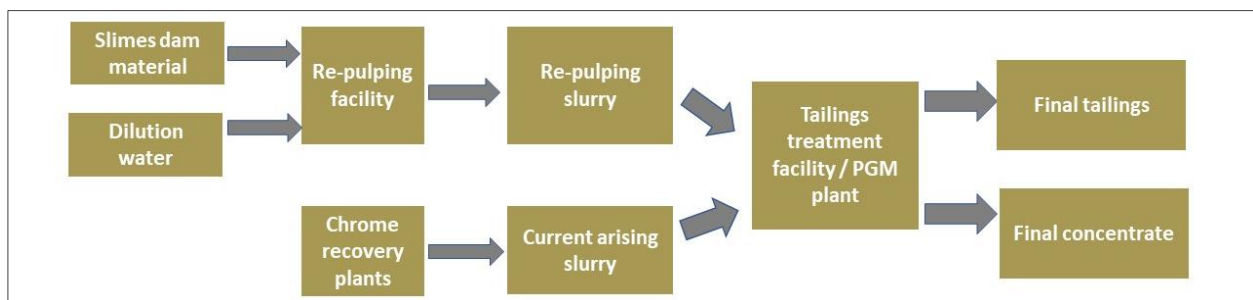 Slimes dam
material
Dilution
water
Re-pulping
facility
Re-pulping
slurry
Chrome
recovery
plants
Current arising
slurry
Tailings
treatment
facility / PGM
plant
Final tailings
Final concentrate